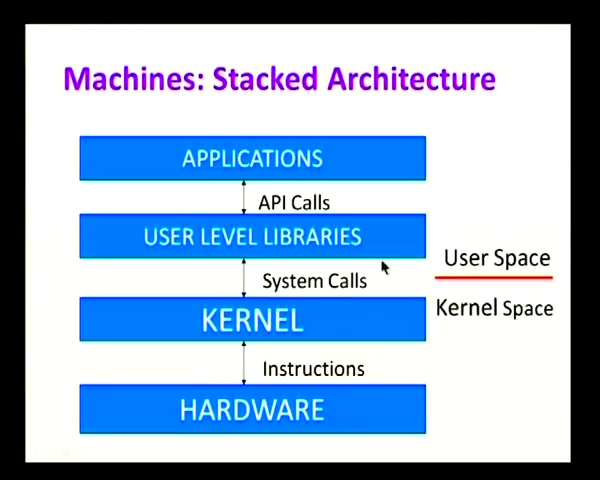 Machines: Stacked Architecture
APPLICATIONS
API Calls
USER LEVEL LIBRARIES
User Space
System Calls
KERNEL
Kernel Space
Instructions
HARDWARE